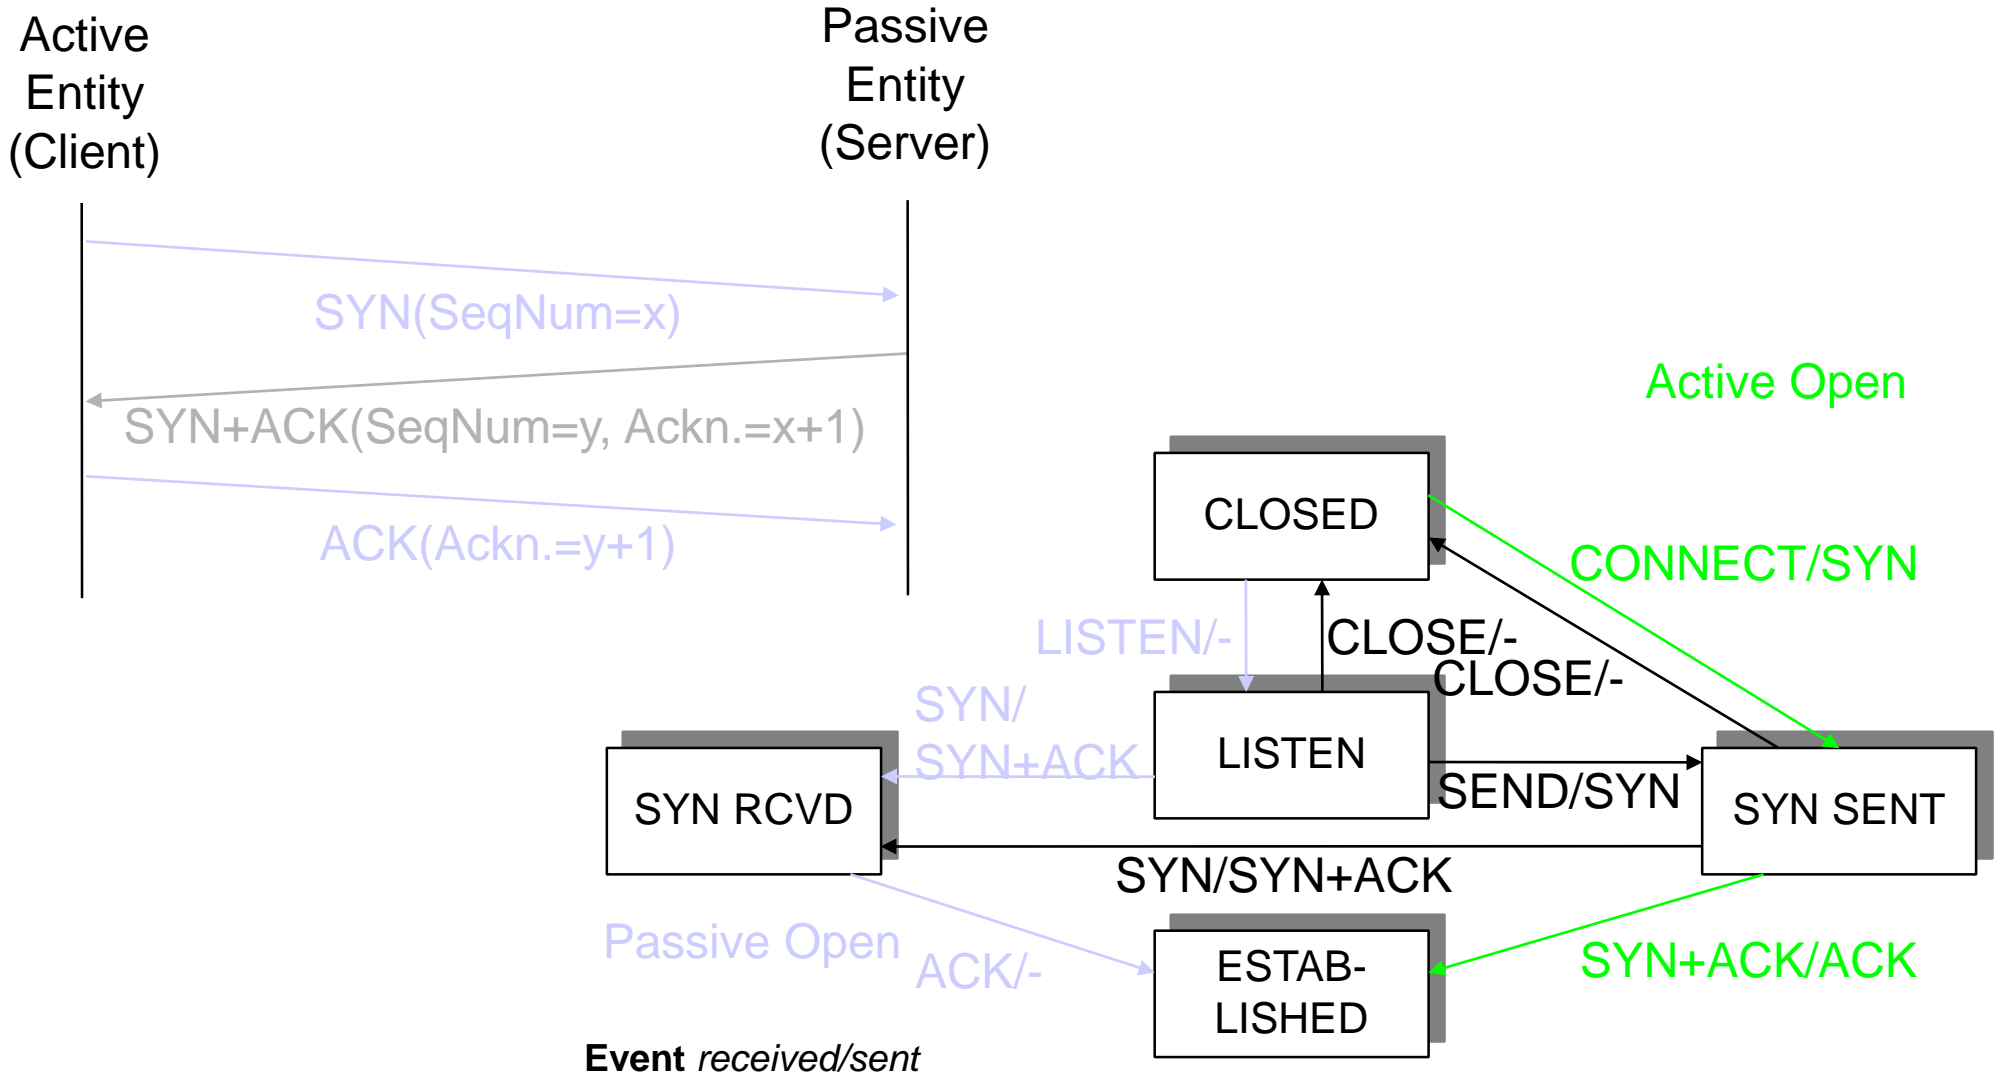 Active
Entity
(Client)
Passive
Entity
(Server)
SYN(SeqNum=x)
SYN+ACK(SeqNum=y, Ackn.=x+1)
ACK(Ackn.=y+1)
Active Open
CLOSED
CONNECT/SYN
LISTEN/-
CLOSE/-
CLOSE/-
SYN/
SYN+ACK
LISTEN
SEND/SYN
SYN RCVD
SYN SENT
SYN/SYN+ACK
Passive Open
ACK/-
ESTAB-
LISHED
SYN+ACK/ACK
Event received/sent